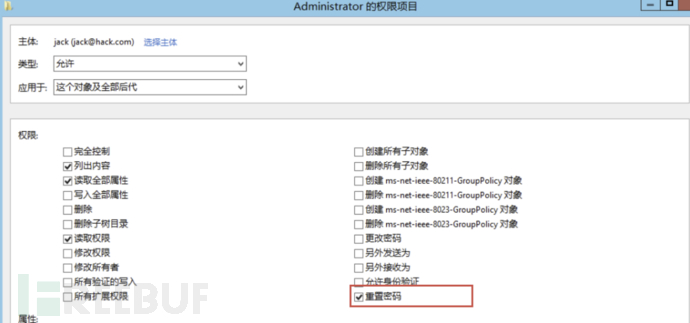 Administrator 的权限项目
主体: jack (jack@hack.com) 选择主体
类型: 允许
应用于: 这个对象及全部后代
权限:
完全控制
列出内容
读取全部属性
写入全部属性
删除
删除子树目录
读取权限
修改权限
修改所有者
所有验证的写入
所有扩展权限
创建所有子对象
删除所有子对象
创建 ms-net-ieee-80211-GroupPolicy 对象
删除 ms-net-ieee-80211-GroupPolicy 对象
创建 ms-net-ieee-8023-GroupPolicy 对象
删除 ms-net-ieee-8023-GroupPolicy 对象
更改密码
另外发送为
另外接收为
允许身份验证
重置密码
属性:
FREEBUF